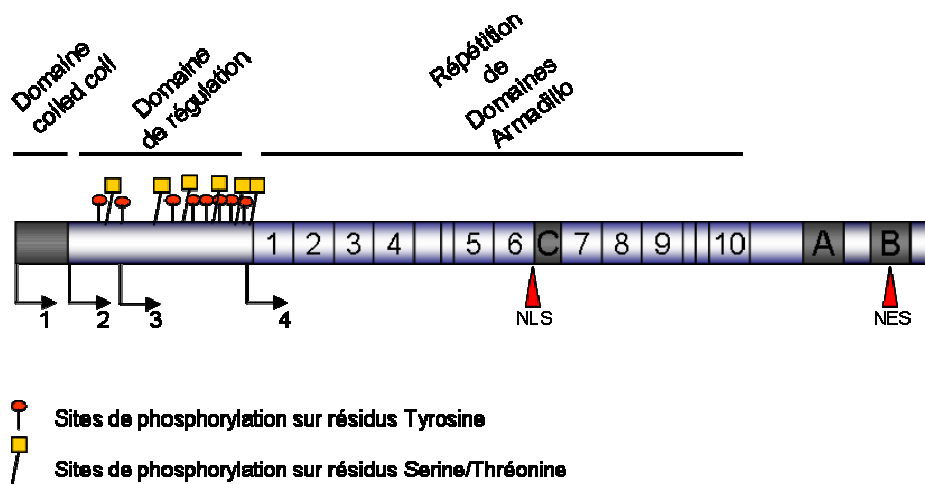 Domaine
coiled coil
Domaine
de régulation
Répétition
de
Domaines
Armadillo
1 2 3 4 5 6 C 7 8 9 10 A B
1 2 3 4
NLS
NES
Sites de phosphorylation sur résidus Tyrosine
Sites de phosphorylation sur résidus Serine/Thréonine